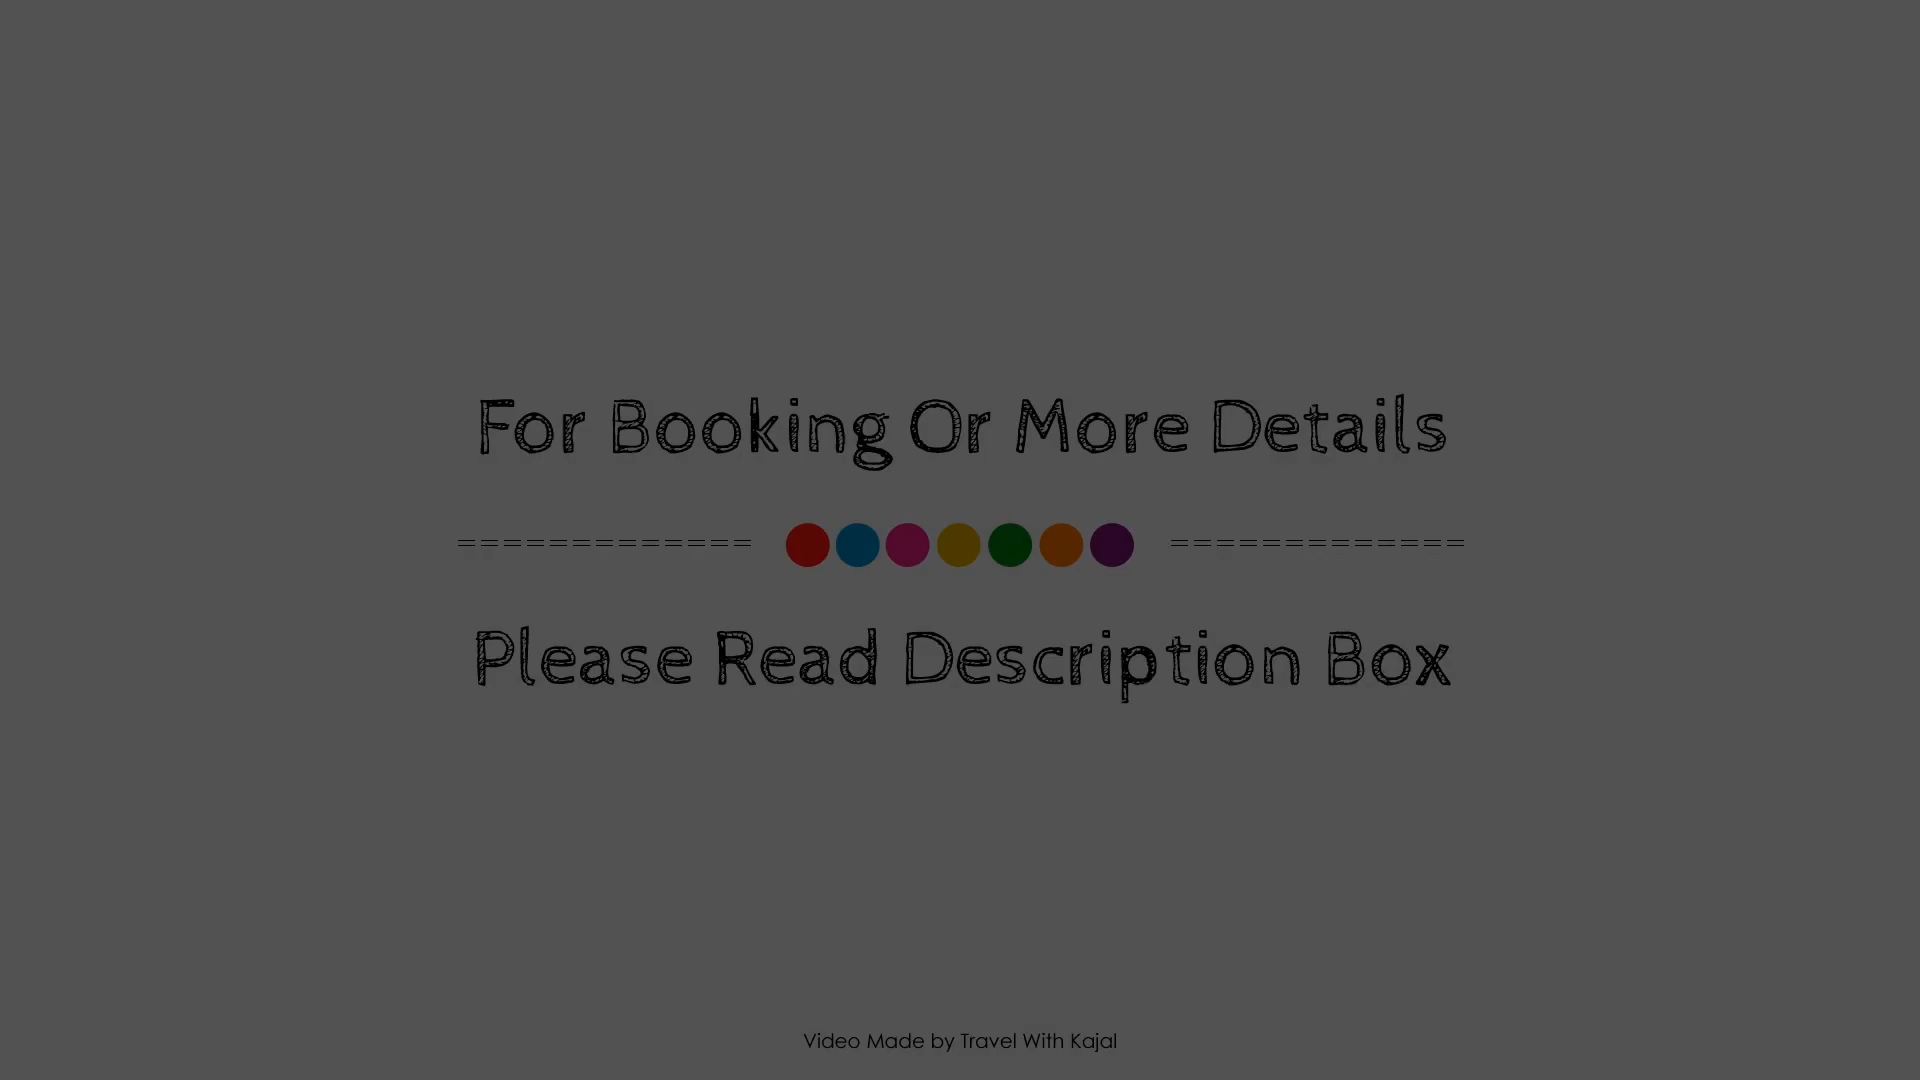 For Booking Or More Details
============= =============
Please Read Description Box
Video Made by Travel With Kajal